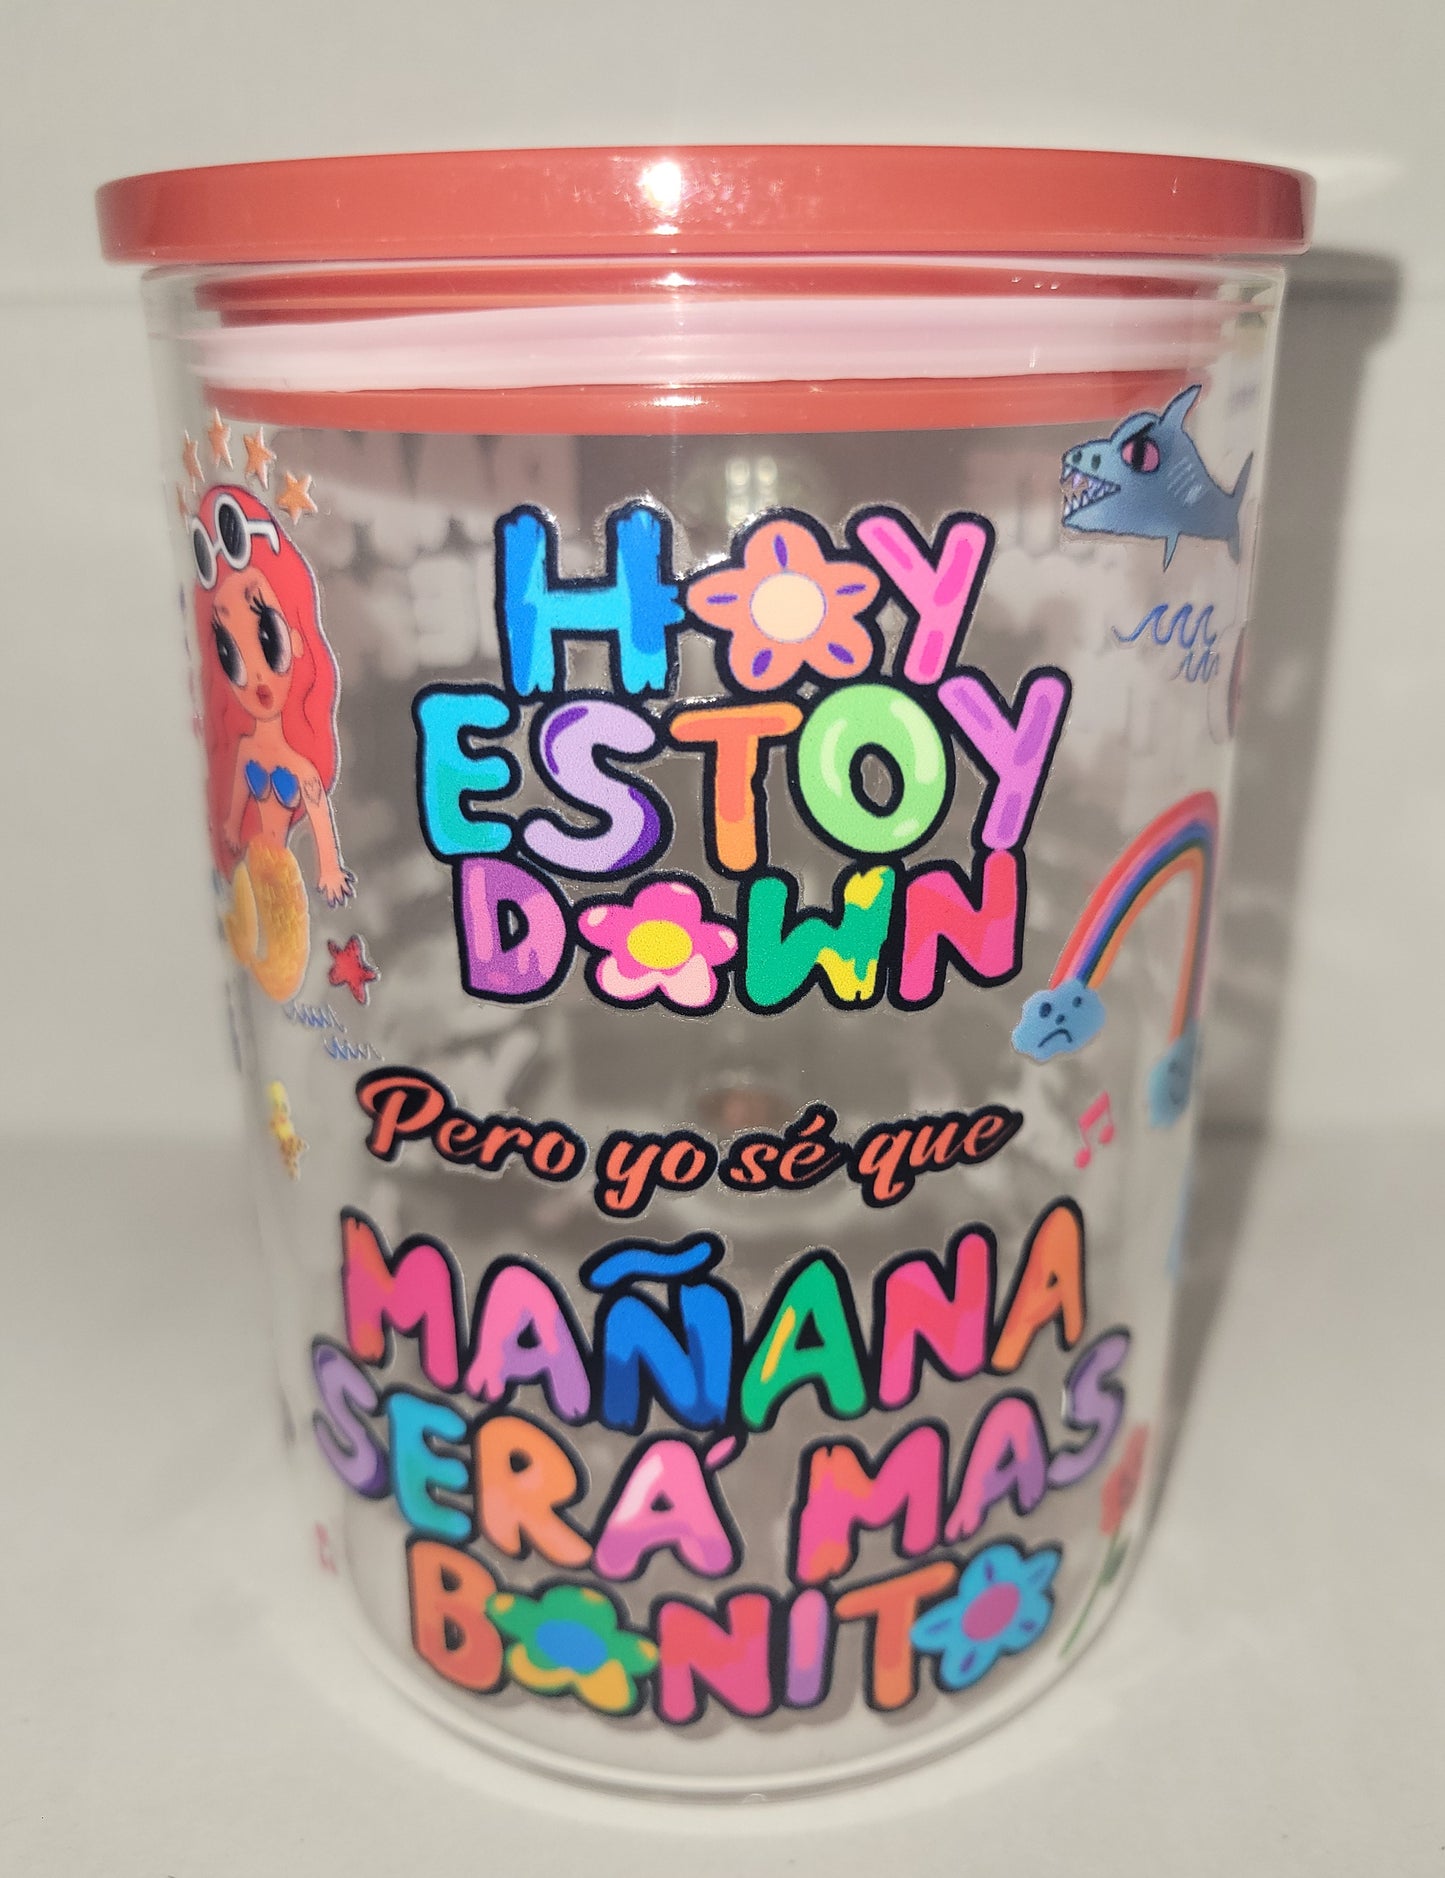 HOY
ESTOY
DOWN
Pero yo sé que
MAÑANA
SERÁ MAS
BONITO